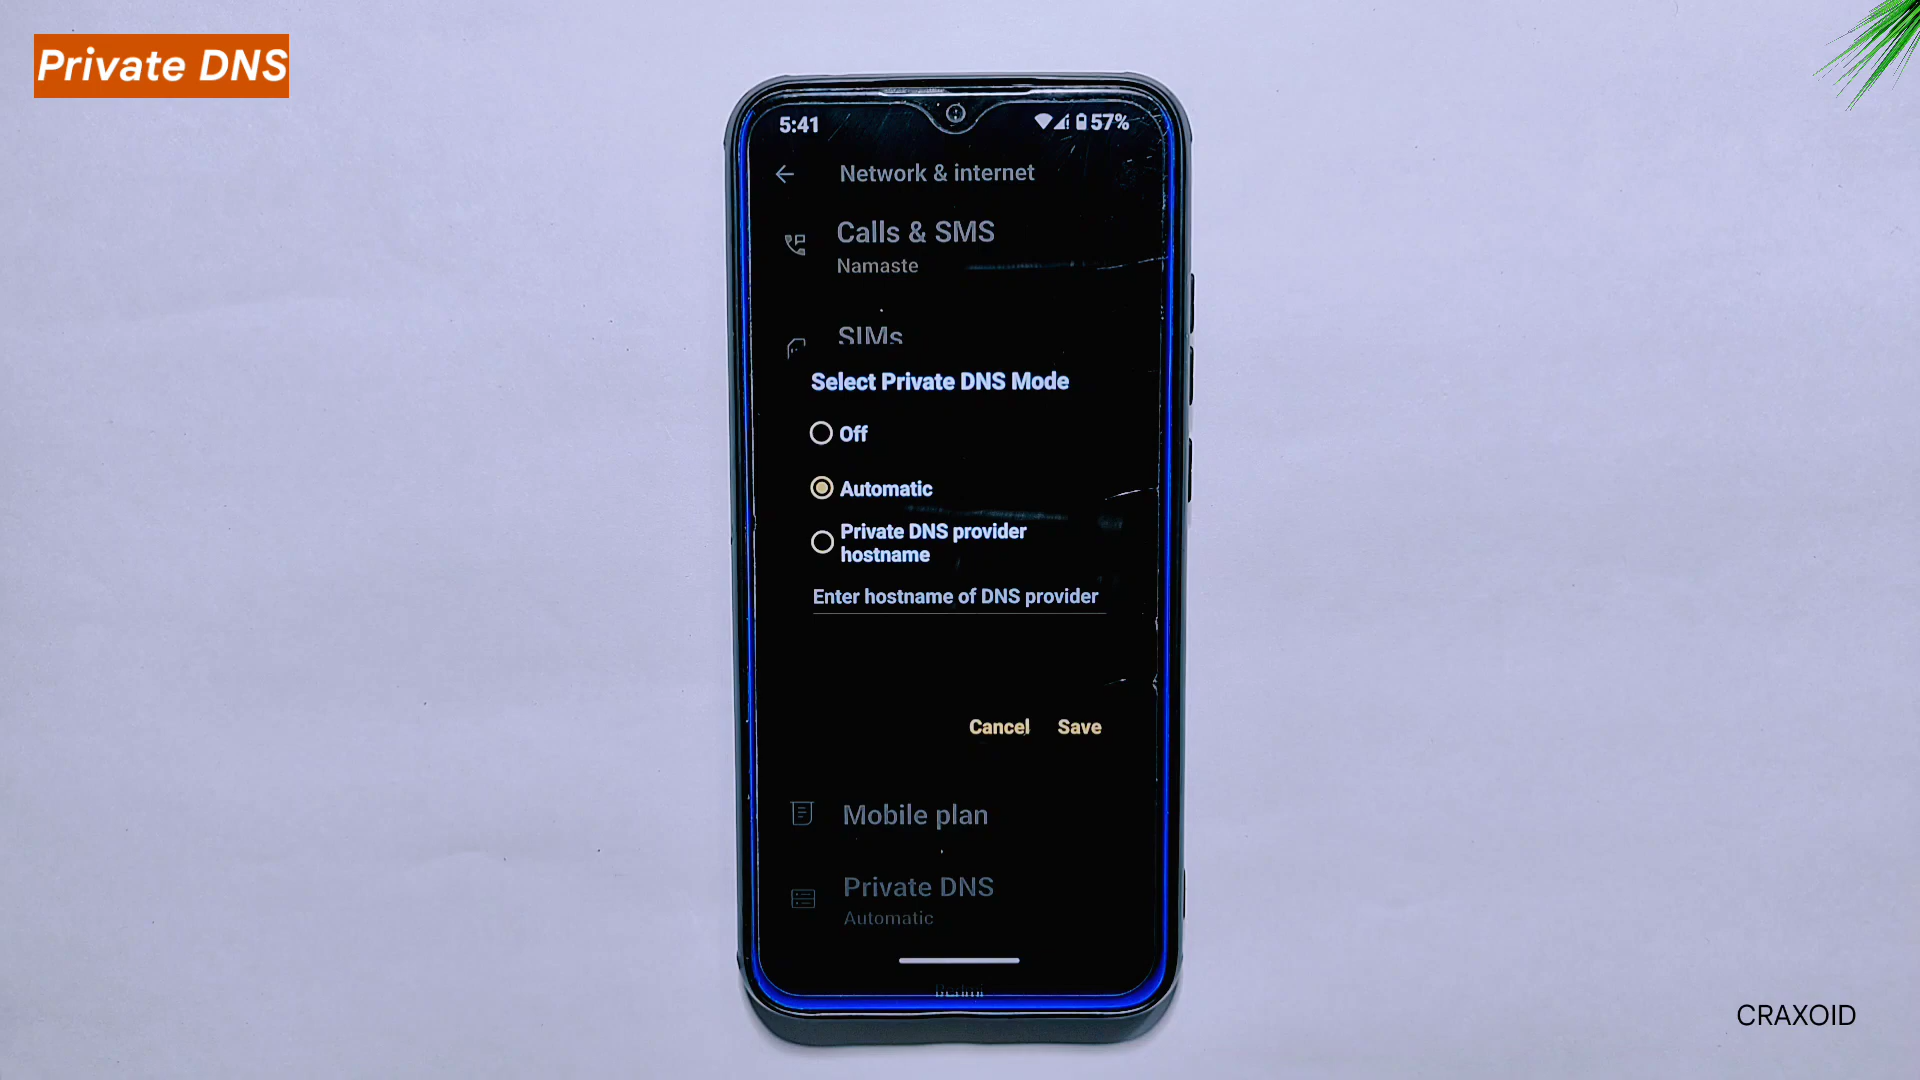 Private DNS
5:41
57%
Network & internet
Calls & SMS
Namaste
SIMs
Select Private DNS Mode
Off
Automatic
Private DNS provider
hostname
Enter hostname of DNS provider
Cancel Save
Mobile plan
Private DNS
Automatic
Redmi
CRAXOID